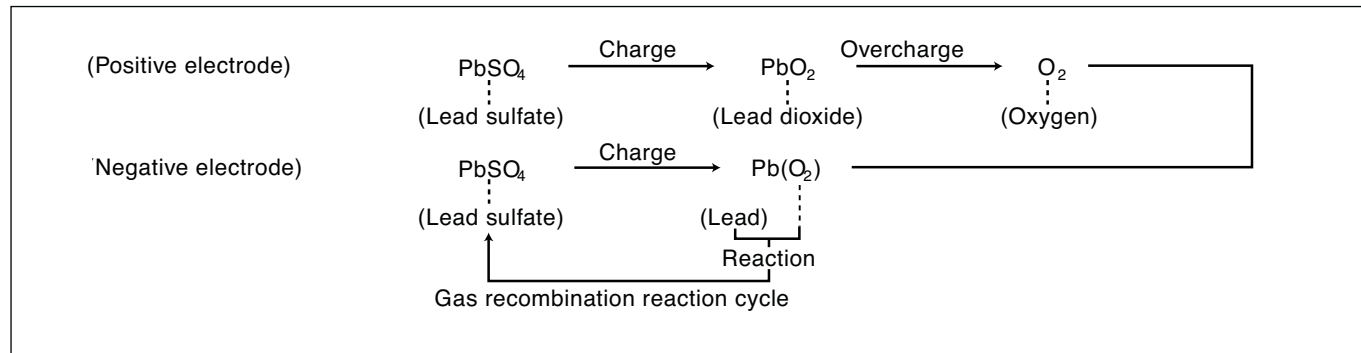 Charge Overcharge
(Positive electrode) PbSO₄ PbO₂ O₂
(Lead sulfate) (Lead dioxide) (Oxygen)
Charge
Negative electrode) PbSO₄ Pb(O₂)
(Lead sulfate) (Lead)
Reaction
Gas recombination reaction cycle